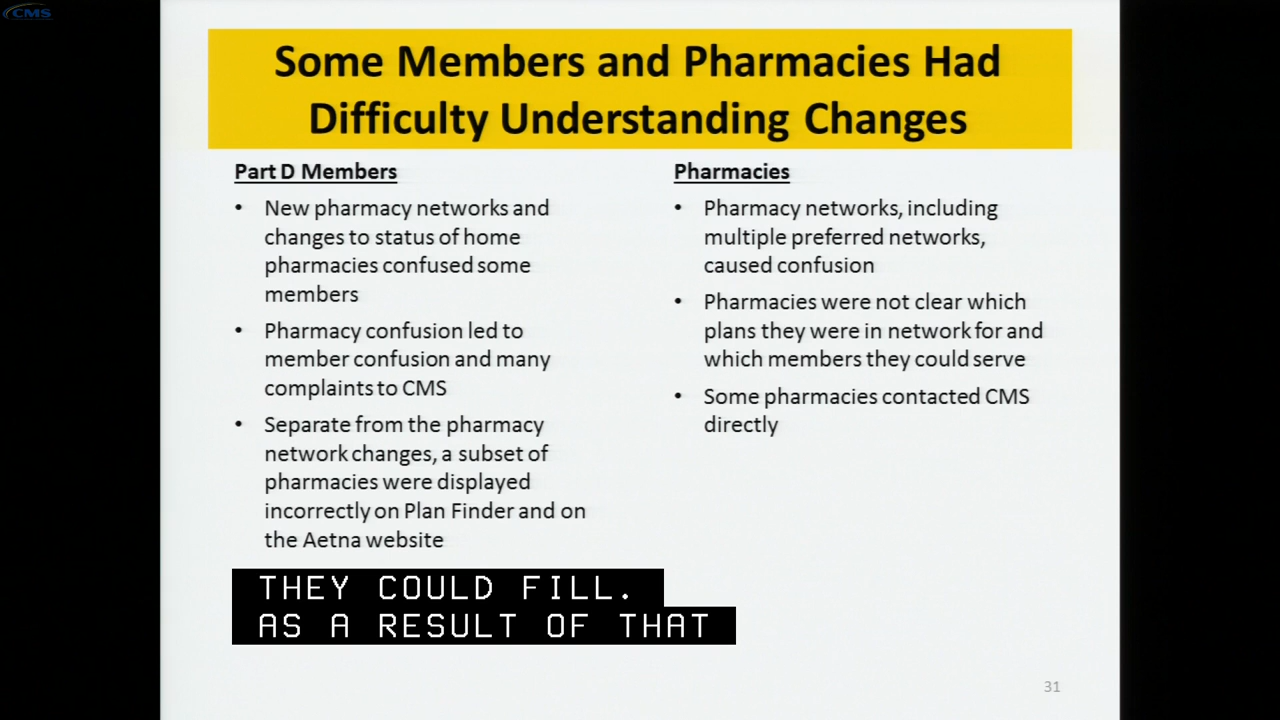 CMS
Some Members and Pharmacies Had
Difficulty Understanding Changes
Part D Members
• New pharmacy networks and
changes to status of home
pharmacies confused some
members
• Pharmacy confusion led to
member confusion and many
complaints to CMS
• Separate from the pharmacy
network changes, a subset of
pharmacies were displayed
incorrectly on Plan Finder and on
the Aetna website
Pharmacies
• Pharmacy networks, including
multiple preferred networks,
caused confusion
• Pharmacies were not clear which
plans they were in network for and
which members they could serve
• Some pharmacies contacted CMS
directly
THEY COULD FILL.
AS A RESULT OF THAT
31